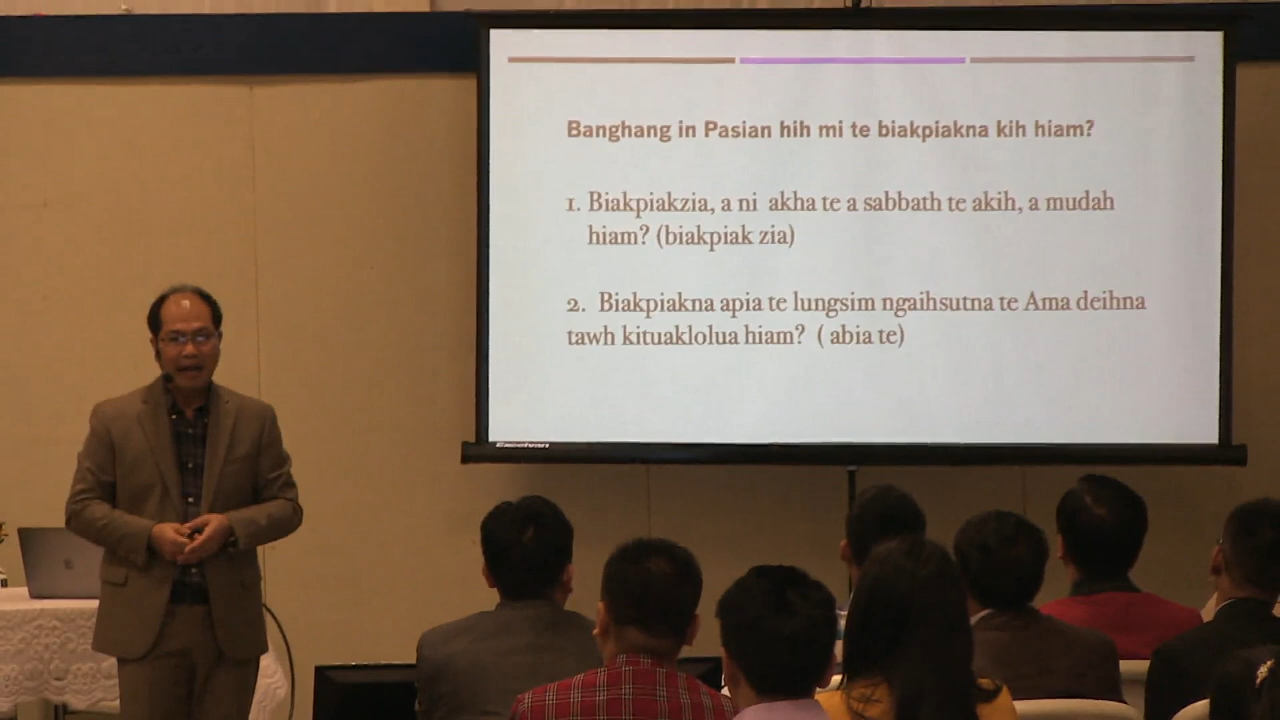 Banghang in Pasian hih mi te biakpiakna kih hiam?
1. Biakpiakzia, a ni akha te a sabbath te akih, a mudah
hiam? (biakpiak zia)
2. Biakpiakna apia te lungsim ngaihsutna te Ama deihna
tawh kituaklolua hiam? ( abia te)